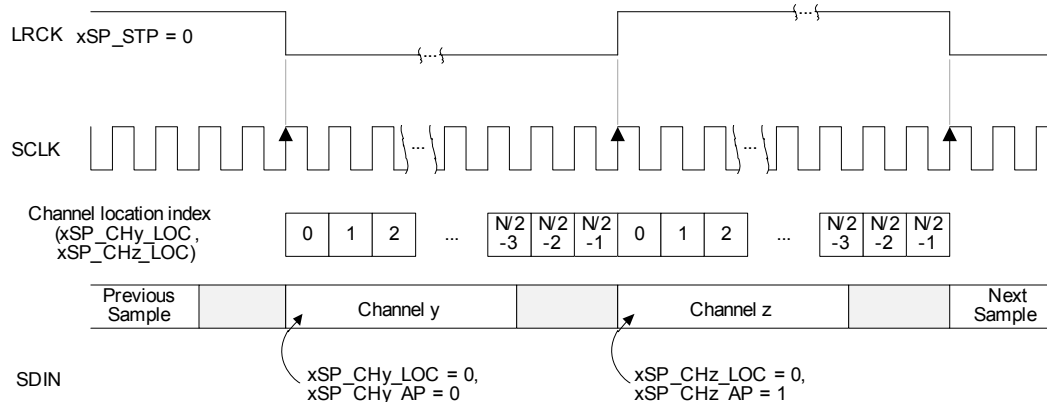 LRCK xSP_STP = 0
...
...
SCLK
...
...
Channel location index
(xSP_CHy_LOC,
xSP_CHz_LOC)
0 1 2 ... N/2 -3 N/2 -2 N/2 -1 0 1 2 ... N/2 -3 N/2 -2 N/2 -1
Previous
Sample
Channel y
Channel z
Next
Sample
SDIN
xSP_CHy_LOC = 0,
xSP_CHy_AP = 0
xSP_CHz_LOC = 0,
xSP_CHz_AP = 1